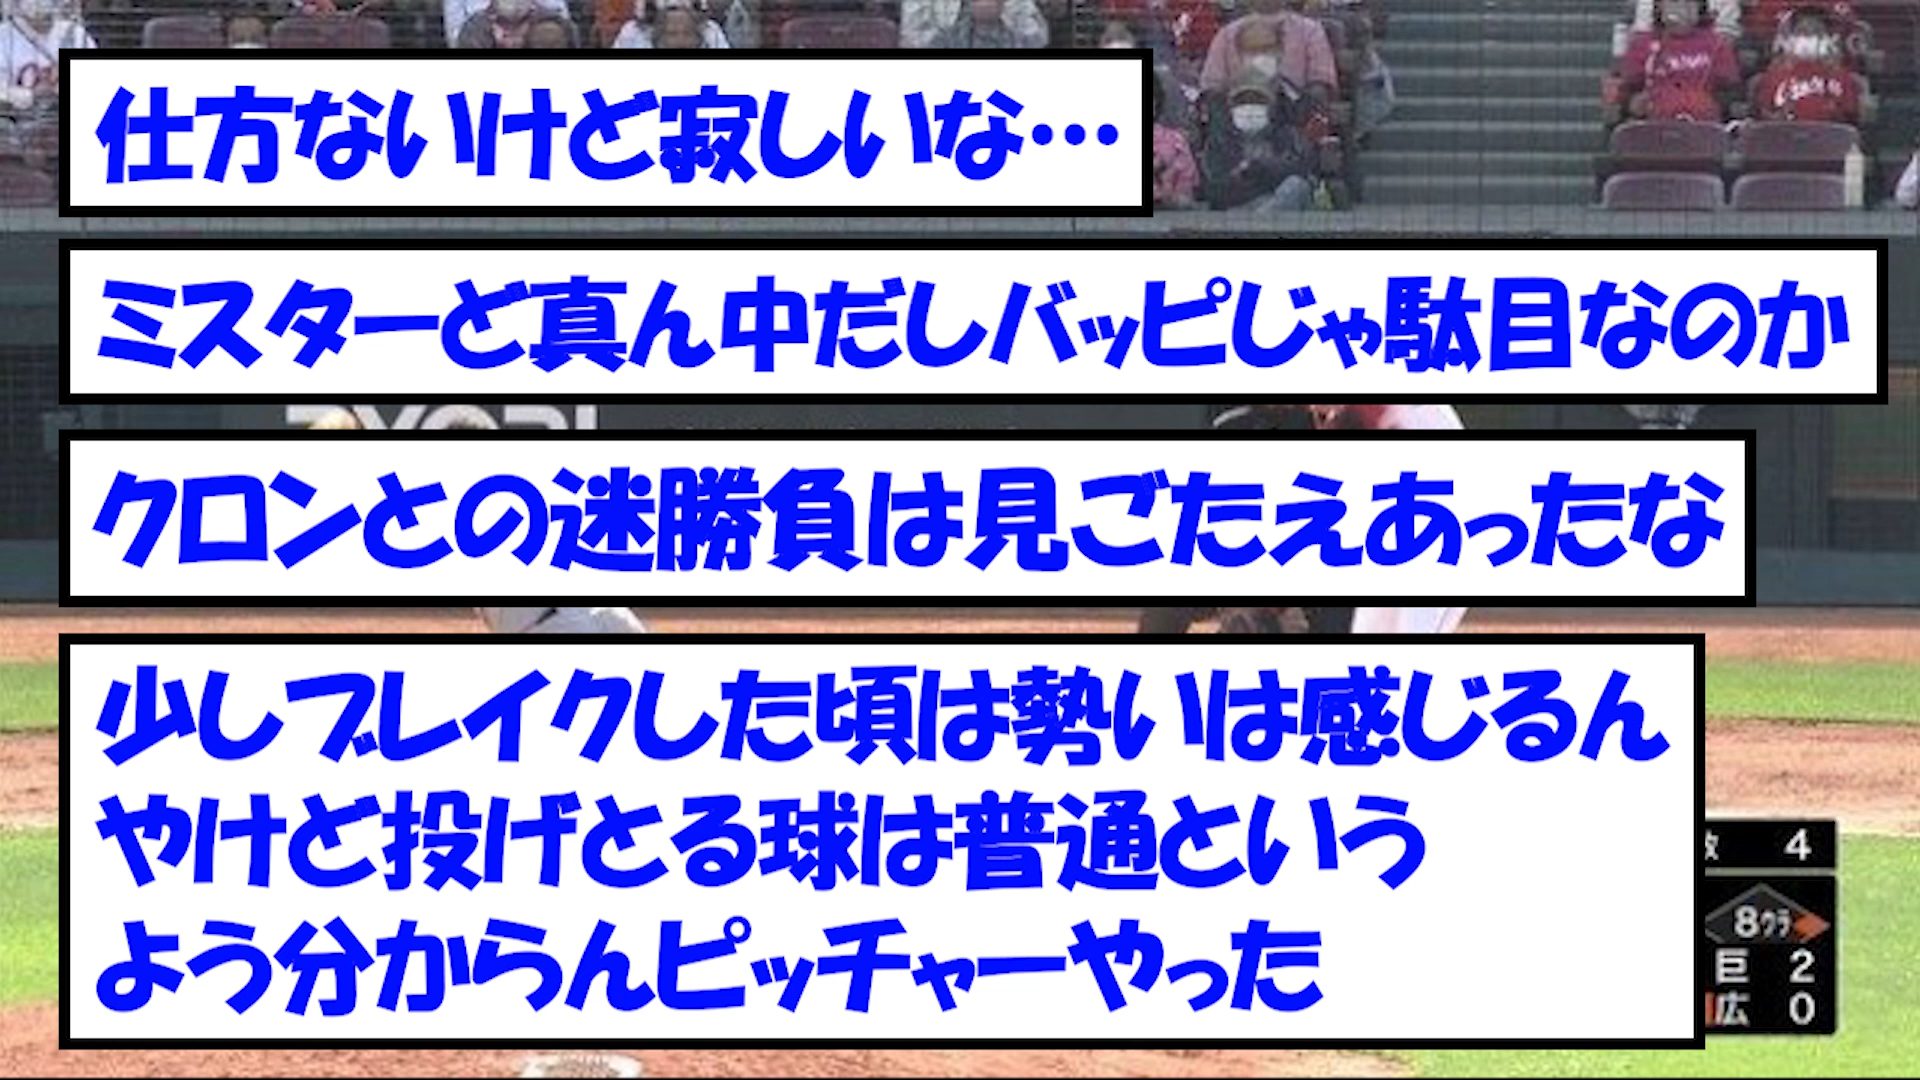 仕方ないけど寂しいな…
ミスターど真ん中だしバッピじゃ駄目なのか
クロンとの迷勝負は見ごたえあったな
少しブレイクした頃は勢いは感じるん
やけど投げとる球は普通という
よう分からんピッチャーやった
4
8ウラ
巨 2
広 0